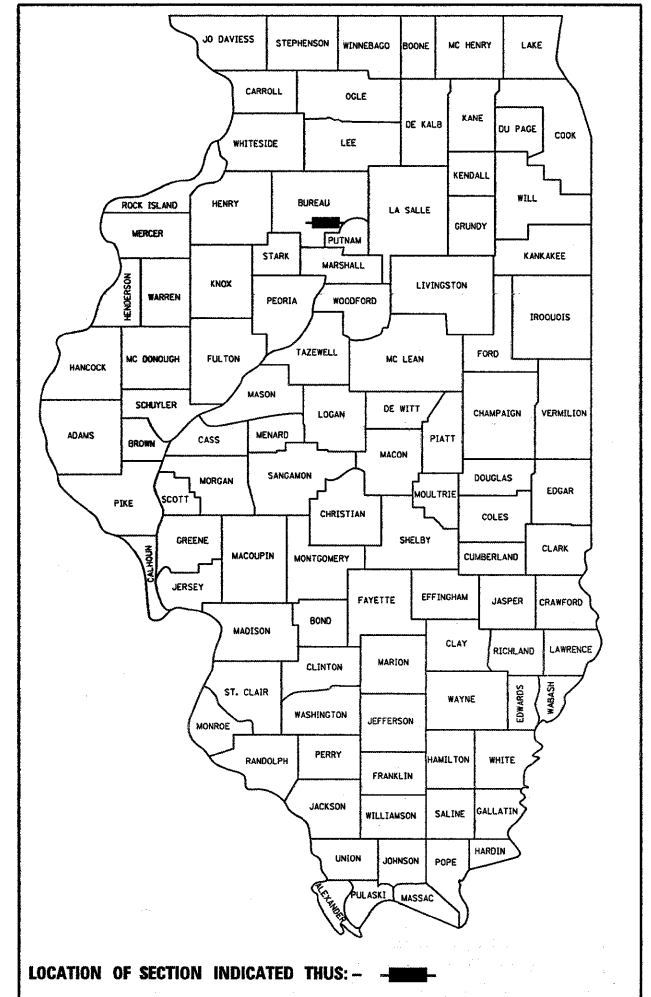 JO DAVIESS STEPHENSON WINNEBAGO BOONE MC HENRY LAKE
CARROLL OGLE
DE KALB KANE DU PAGE COOK
WHITESIDE LEE
KENDALL
ROCK ISLAND HENRY BUREAU LA SALLE GRUNDY WILL
MERCER PUTNAM
STARK MARSHALL KANKAKEE
HENDERSON WARREN KNOX PEORIA WOODFORD LIVINGSTON
IROQUOIS
HANCOCK MC DONOUGH FULTON TAZEWELL MC LEAN FORD
MASON
SCHUYLER LOGAN DE WITT CHAMPAIGN VERMILION
ADAMS BROWN CASS MENARD PIATT
MACON
MORGAN SANGAMON DOUGLAS
PIKE SCOTT MOULTRIE EDGAR
CHRISTIAN COLES
GREENE SHELBY
CALHOUN MACOUPIN MONTGOMERY CUMBERLAND CLARK
JERSEY
FAYETTE EFFINGHAM JASPER CRAWFORD
MADISON BOND
CLAY RICHLAND LAWRENCE
CLINTON MARION
ST. CLAIR WAYNE EDWARDS WABASH
WASHINGTON JEFFERSON
MONROE
RANDOLPH PERRY HAMILTON WHITE
FRANKLIN
JACKSON WILLIAMSON SALINE GALLATIN
UNION JOHNSON POPE HARDIN
ALEXANDER PULASKI MASSAC
LOCATION OF SECTION INDICATED THUS: –